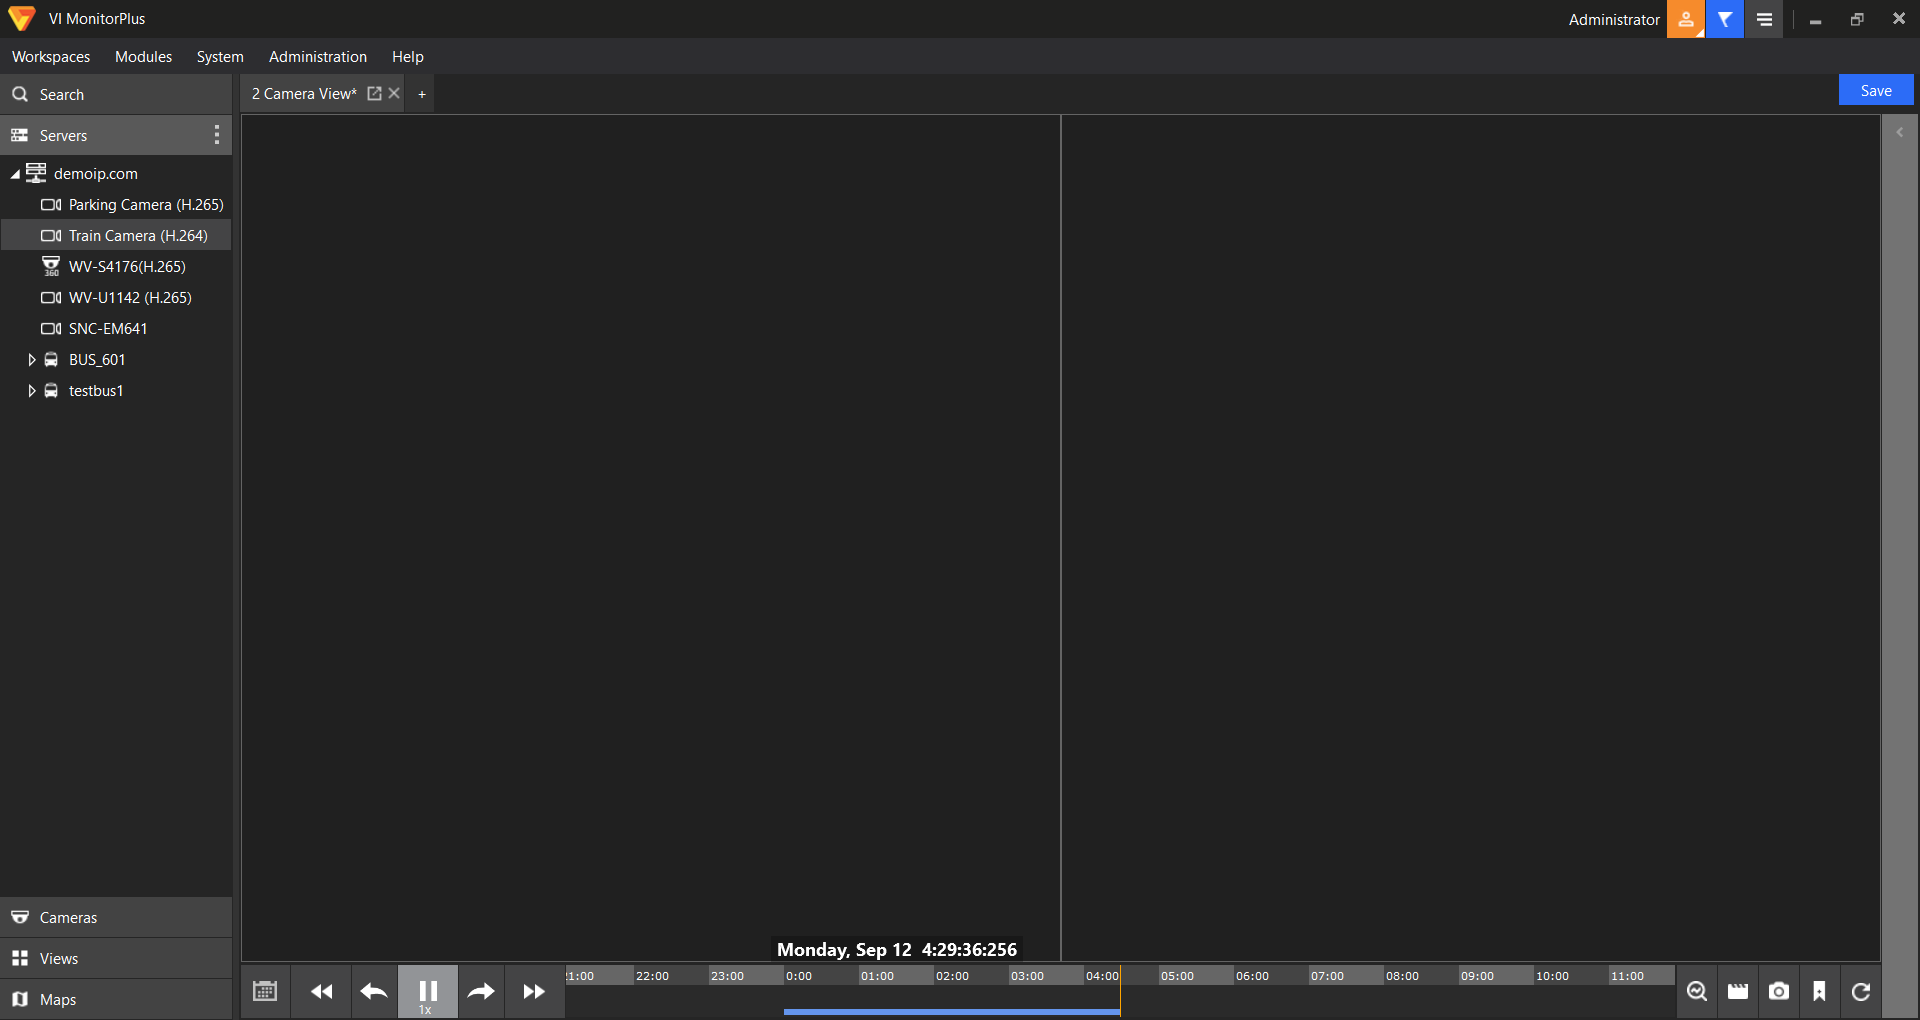 VI MonitorPlus
Administrator
Workspaces Modules System Administration Help
Search
2 Camera View* +
Save
Servers
demoip.com
Parking Camera (H.265)
Train Camera (H.264)
360 WV-S4176(H.265)
WV-U1142 (H.265)
SNC-EM641
BUS_601
testbus1
Cameras
Views
Maps
Monday, Sep 12 4:29:36:256
1x
1:00 22:00 23:00 0:00 01:00 02:00 03:00 04:00 05:00 06:00 07:00 08:00 09:00 10:00 11:00